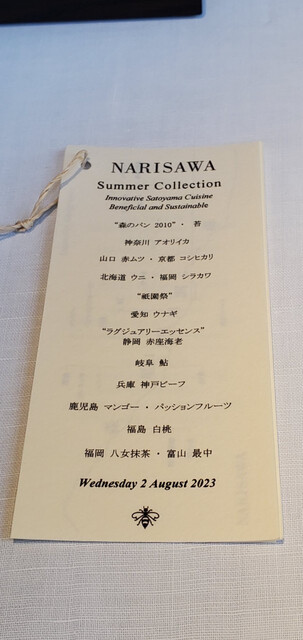 NARISAWA
Summer Collection
Innovative Satoyama Cuisine
Beneficial and Sustainable
“森のパン 2010”・ 苔
神奈川 アオリイカ
山口 赤ムツ ・ 京都 コシヒカリ
北海道 ウニ ・ 福岡 シラカワ
“祇園祭”
愛知 ウナギ
“ラグジュアリーエッセンス”
静岡 赤座海老
岐阜 鮎
兵庫 神戸ビーフ
鹿児島 マンゴー ・ パッションフルーツ
福島 白桃
福岡 八女抹茶 ・ 富山 最中
Wednesday 2 August 2023